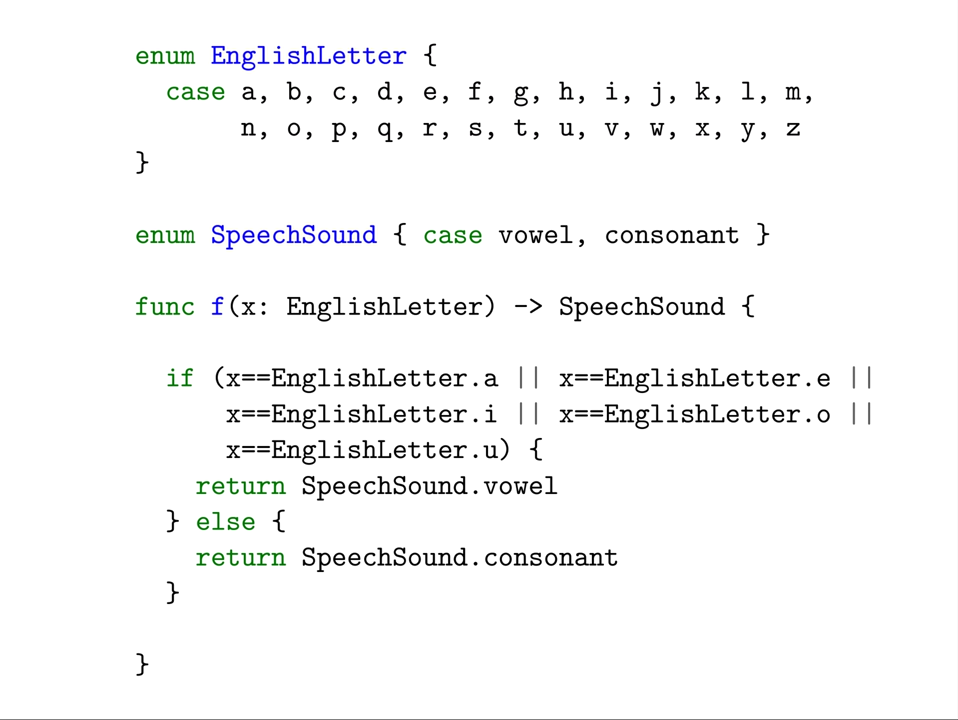 enum EnglishLetter {
case a, b, c, d, e, f, g, h, i, j, k, l, m,
n, o, p, q, r, s, t, u, v, w, x, y, z
}
enum SpeechSound { case vowel, consonant }
func f(x: EnglishLetter) -> SpeechSound {
if (x==EnglishLetter.a || x==EnglishLetter.e ||
x==EnglishLetter.i || x==EnglishLetter.o ||
x==EnglishLetter.u) {
return SpeechSound.vowel
} else {
return SpeechSound.consonant
}
}